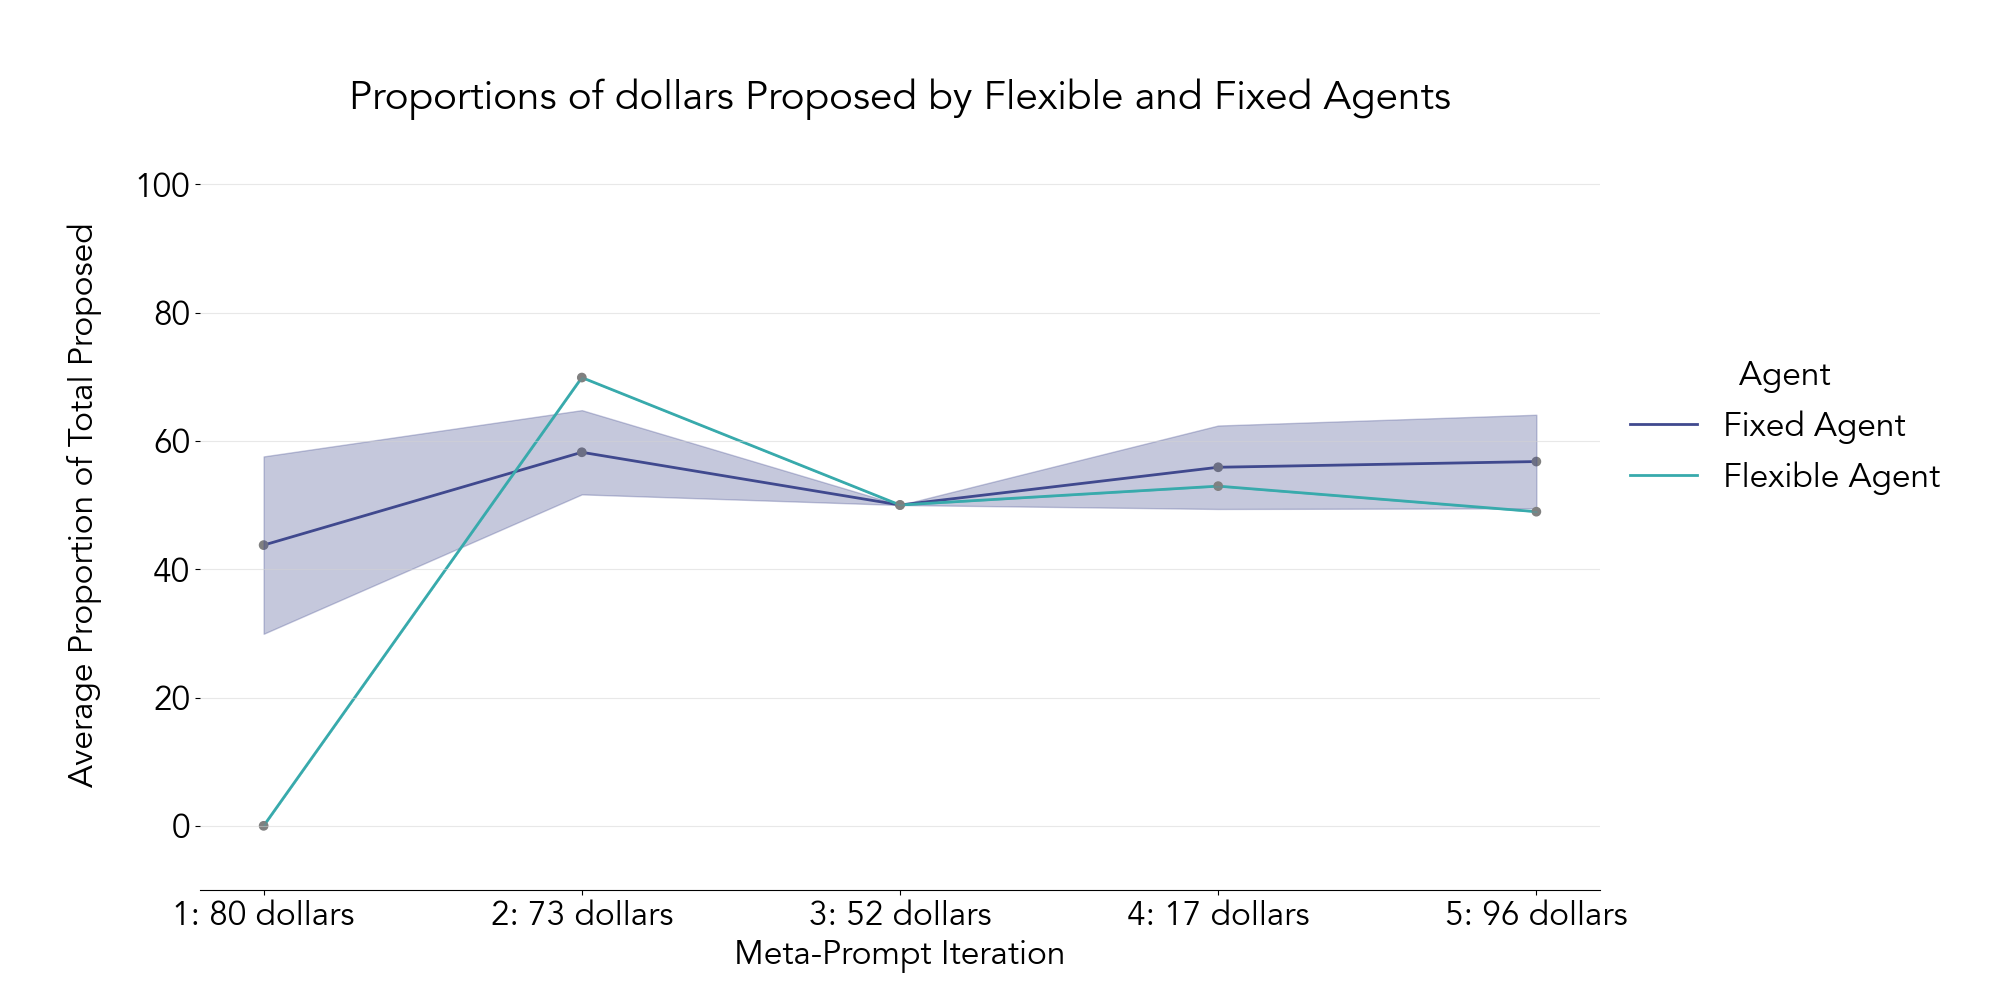 Proportions of dollars Proposed by Flexible and Fixed Agents
Average Proportion of Total Proposed
100
80
60
40
20
0
1: 80 dollars
2: 73 dollars
3: 52 dollars
4: 17 dollars
5: 96 dollars
Meta-Prompt Iteration
Agent
Fixed Agent
Flexible Agent